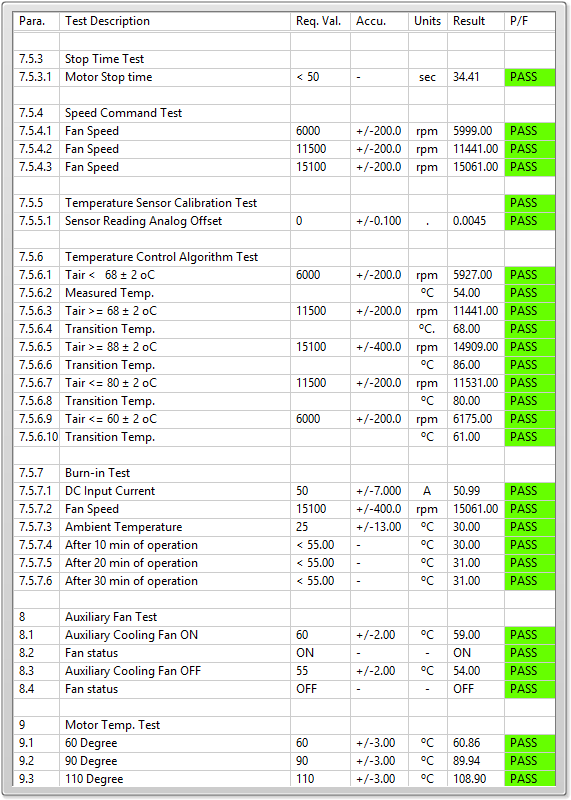 Para. Test Description Req. Val. Accu. Units Result P/F
7.5.3 Stop Time Test
7.5.3.1 Motor Stop time < 50 - sec 34.41 PASS
7.5.4 Speed Command Test
7.5.4.1 Fan Speed 6000 +/-200.0 rpm 5999.00 PASS
7.5.4.2 Fan Speed 11500 +/-200.0 rpm 11441.00 PASS
7.5.4.3 Fan Speed 15100 +/-200.0 rpm 15061.00 PASS
7.5.5 Temperature Sensor Calibration Test PASS
7.5.5.1 Sensor Reading Analog Offset 0 +/-0.100 . 0.0045 PASS
7.5.6 Temperature Control Algorithm Test
7.5.6.1 Tair < 68 ± 2 oC 6000 +/-200.0 rpm 5927.00 PASS
7.5.6.2 Measured Temp. ºC 54.00 PASS
7.5.6.3 Tair >= 68 ± 2 oC 11500 +/-200.0 rpm 11441.00 PASS
7.5.6.4 Transition Temp. ºC. 68.00 PASS
7.5.6.5 Tair >= 88 ± 2 oC 15100 +/-400.0 rpm 14909.00 PASS
7.5.6.6 Transition Temp. ºC 86.00 PASS
7.5.6.7 Tair <= 80 ± 2 oC 11500 +/-200.0 rpm 11531.00 PASS
7.5.6.8 Transition Temp. ºC 80.00 PASS
7.5.6.9 Tair <= 60 ± 2 oC 6000 +/-200.0 rpm 6175.00 PASS
7.5.6.10 Transition Temp. ºC 61.00 PASS
7.5.7 Burn-in Test
7.5.7.1 DC Input Current 50 +/-7.000 A 50.99 PASS
7.5.7.2 Fan Speed 15100 +/-400.0 rpm 15061.00 PASS
7.5.7.3 Ambient Temperature 25 +/-13.00 ºC 30.00 PASS
7.5.7.4 After 10 min of operation < 55.00 - ºC 30.00 PASS
7.5.7.5 After 20 min of operation < 55.00 - ºC 31.00 PASS
7.5.7.6 After 30 min of operation < 55.00 - ºC 31.00 PASS
8 Auxiliary Fan Test
8.1 Auxiliary Cooling Fan ON 60 +/-2.00 ºC 59.00 PASS
8.2 Fan status ON - - ON PASS
8.3 Auxiliary Cooling Fan OFF 55 +/-2.00 ºC 54.00 PASS
8.4 Fan status OFF - - OFF PASS
9 Motor Temp. Test
9.1 60 Degree 60 +/-3.00 ºC 60.86 PASS
9.2 90 Degree 90 +/-3.00 ºC 89.94 PASS
9.3 110 Degree 110 +/-3.00 ºC 108.90 PASS